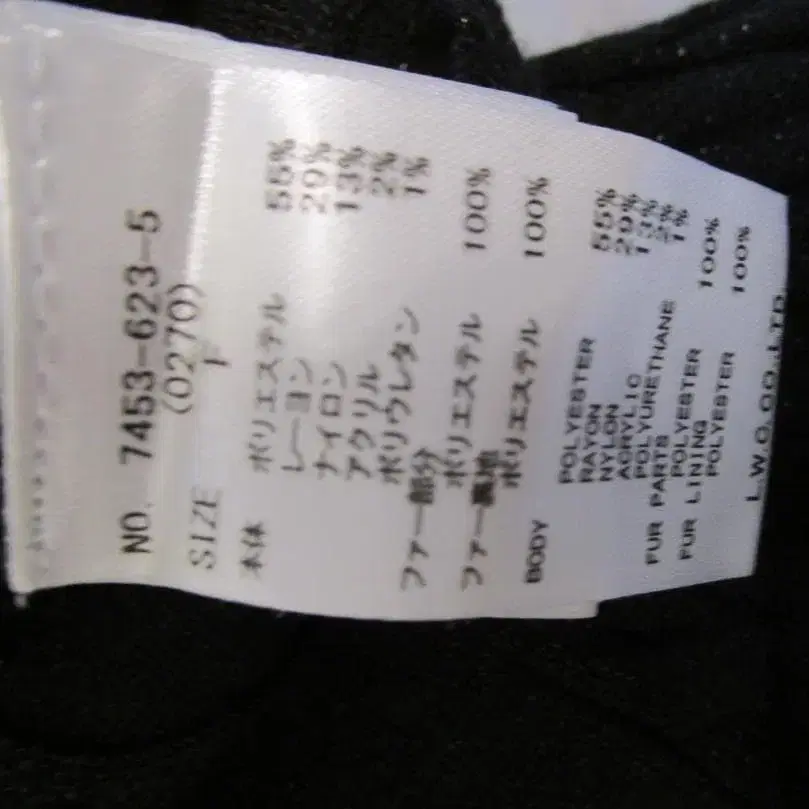 NO. 7453-623-5
(0270)
SIZE 1
本体 ポリエステル 55%
レーヨン 29%
ナイロン 13%
アクリル 2%
ポリウレタン 1%
ファー部分
ポリエステル 100%
ファー裏地
ポリエステル 100%
BODY POLYESTER 55%
RAYON 29%
NYLON 13%
ACRYLIC 2%
POLYURETHANE 1%
FUR PARTS
POLYESTER 100%
FUR LINING
POLYESTER 100%
L.W.C.CO.,LTD.